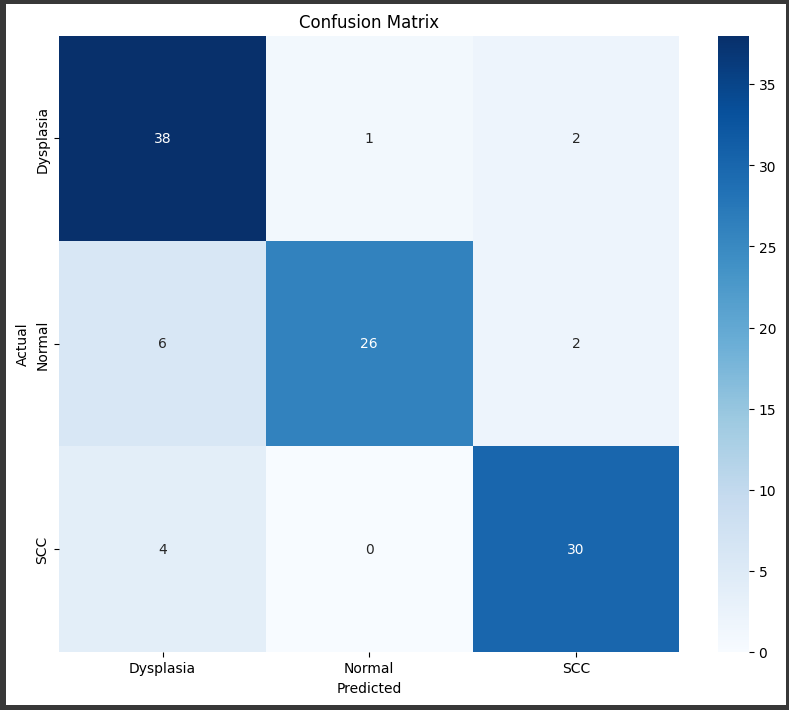 Confusion Matrix
Dysplasia
38
1
2
35
30
25
20
15
10
5
0
Actual
Normal
6
26
2
SCC
4
0
30
Dysplasia
Normal
SCC
Predicted